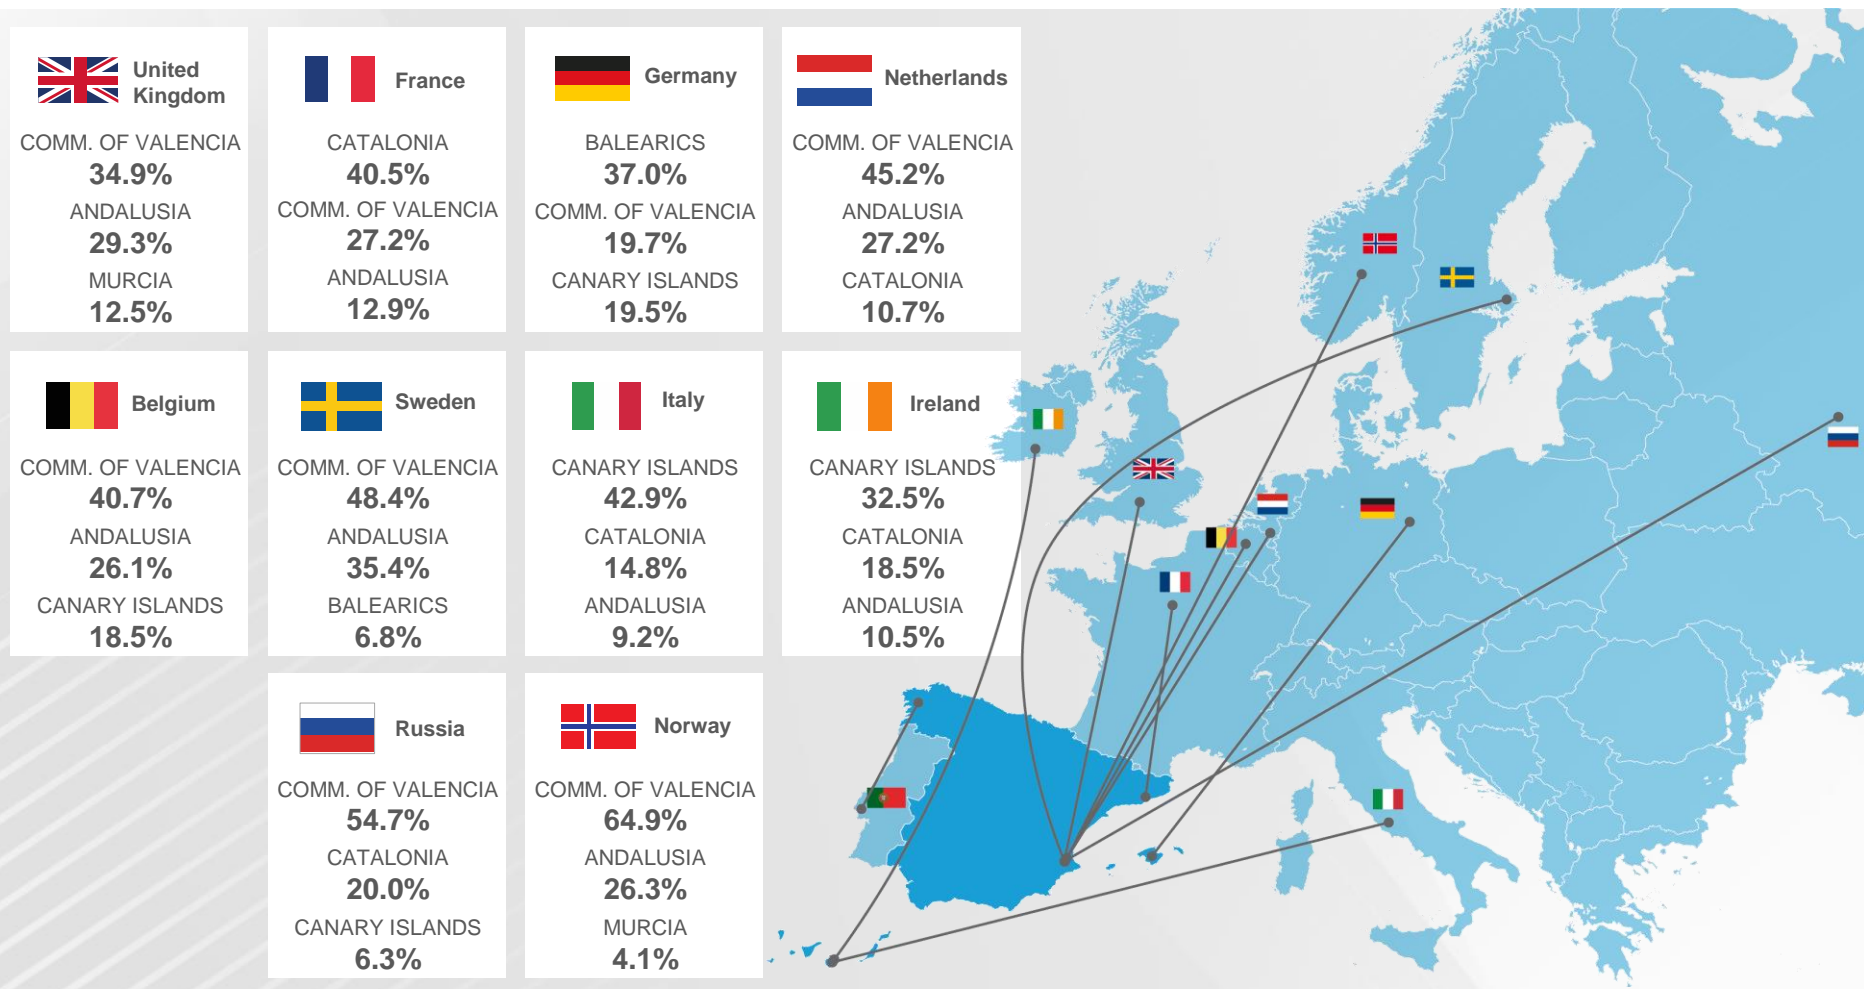 United
Kingdom
COMM. OF VALENCIA
34.9%
ANDALUSIA
29.3%
MURCIA
12.5%
France
CATALONIA
40.5%
COMM. OF VALENCIA
27.2%
ANDALUSIA
12.9%
Germany
BALEARICS
37.0%
COMM. OF VALENCIA
19.7%
CANARY ISLANDS
19.5%
Netherlands
COMM. OF VALENCIA
45.2%
ANDALUSIA
27.2%
CATALONIA
10.7%
Belgium
COMM. OF VALENCIA
40.7%
ANDALUSIA
26.1%
CANARY ISLANDS
18.5%
Sweden
COMM. OF VALENCIA
48.4%
ANDALUSIA
35.4%
BALEARICS
6.8%
Italy
CANARY ISLANDS
42.9%
CATALONIA
14.8%
ANDALUSIA
9.2%
Ireland
CANARY ISLANDS
32.5%
CATALONIA
18.5%
ANDALUSIA
10.5%
Russia
COMM. OF VALENCIA
54.7%
CATALONIA
20.0%
CANARY ISLANDS
6.3%
Norway
COMM. OF VALENCIA
64.9%
ANDALUSIA
26.3%
MURCIA
4.1%